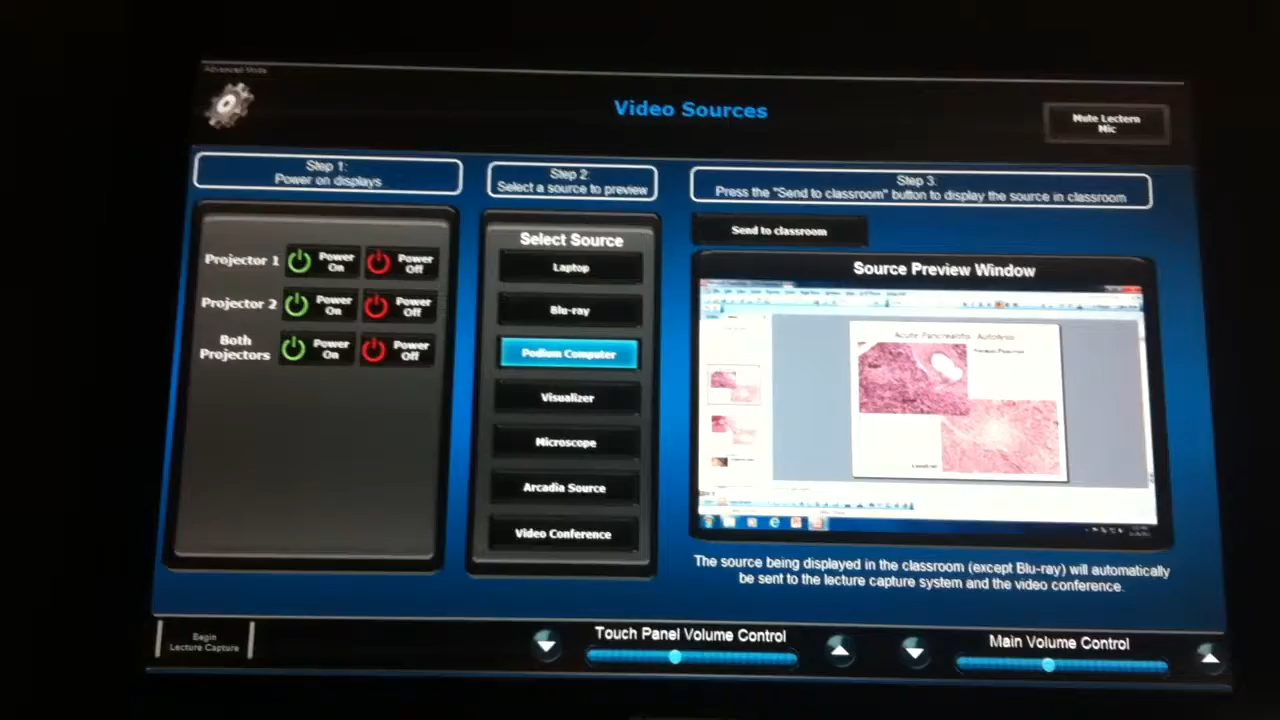 Advanced Mode
Video Sources
Mute Lectern
Mic
Step 1:
Power on displays
Step 2:
Select a source to preview
Step 3:
Press the "Send to classroom" button to display the source in classroom
Projector 1
Power
On
Power
Off
Projector 2
Power
On
Power
Off
Both
Projectors
Power
On
Power
Off
Select Source
Laptop
Blu-ray
Podium Computer
Visualizer
Microscope
Arcadia Source
Video Conference
Send to classroom
Source Preview Window
Acute Pancreatitis - Autolysis
Normal Pancreas
The source being displayed in the classroom (except Blu-ray) will automatically
be sent to the lecture capture system and the video conference.
Begin
Lecture Capture
Touch Panel Volume Control
Main Volume Control